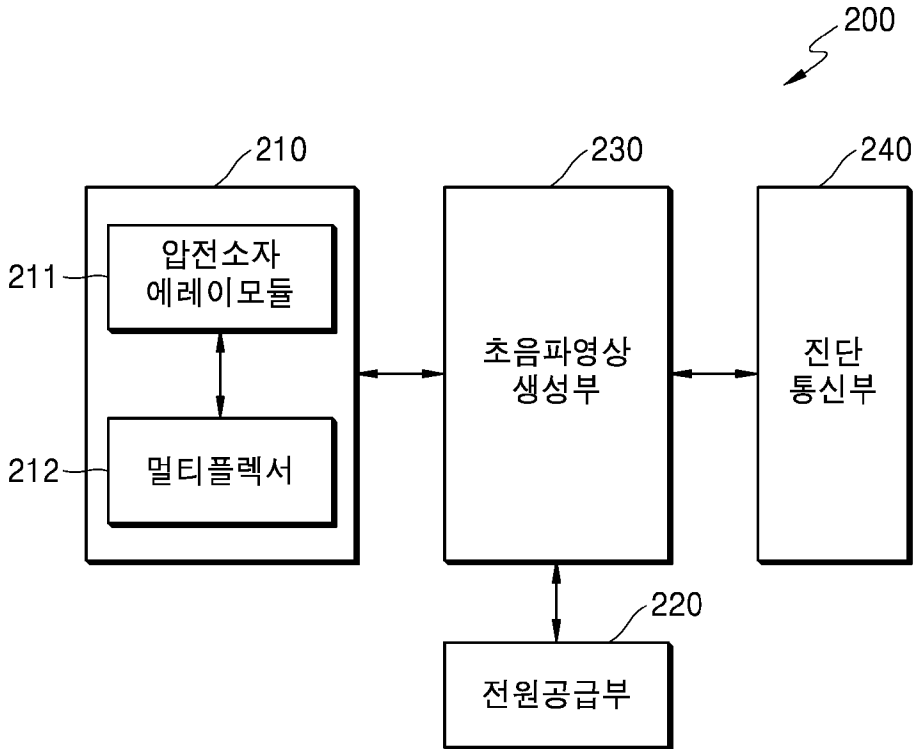 200
210
230
240
211
압전소자
에레이모듈
초음파영상
생성부
진단
통신부
212
멀티플렉서
220
전원공급부